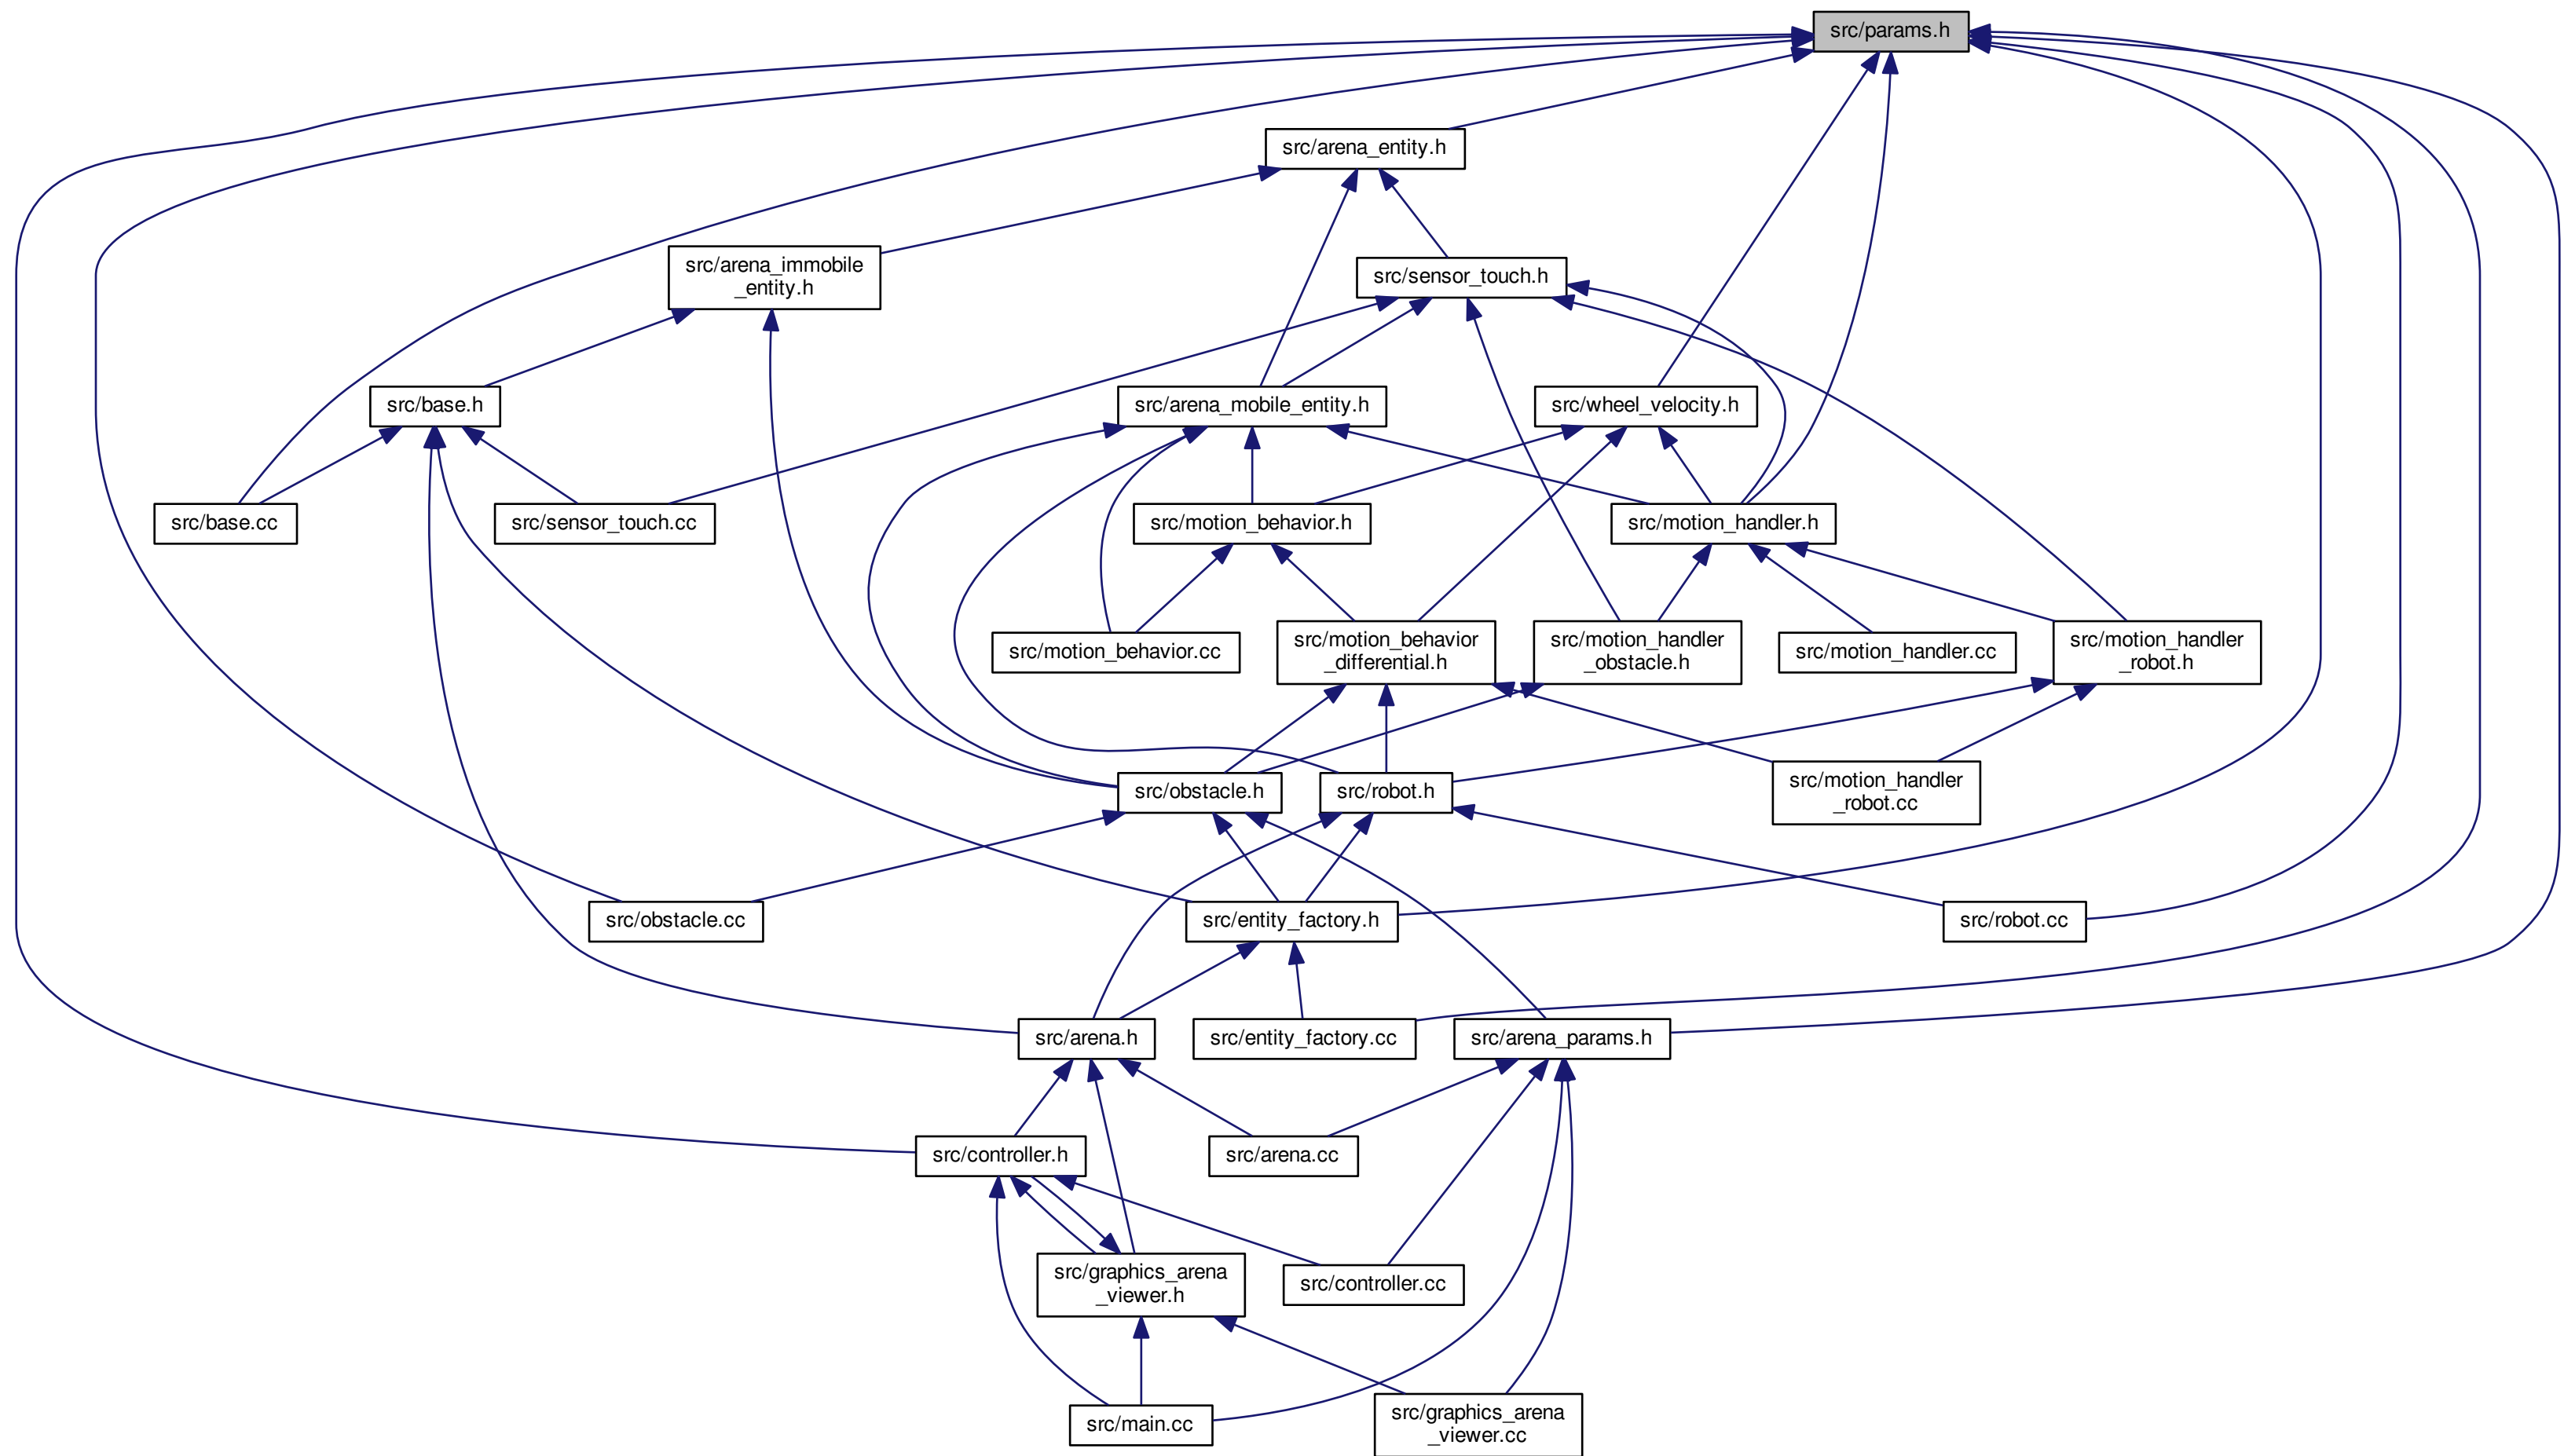 src/params.h
src/arena_entity.h
src/arena_immobile
_entity.h
src/sensor_touch.h
src/base.h
src/arena_mobile_entity.h
src/wheel_velocity.h
src/base.cc
src/sensor_touch.cc
src/motion_behavior.h
src/motion_handler.h
src/motion_behavior.cc
src/motion_behavior
_differential.h
src/motion_handler
_obstacle.h
src/motion_handler.cc
src/motion_handler
_robot.h
src/obstacle.h
src/robot.h
src/motion_handler
_robot.cc
src/obstacle.cc
src/entity_factory.h
src/robot.cc
src/arena.h
src/entity_factory.cc
src/arena_params.h
src/controller.h
src/arena.cc
src/graphics_arena
_viewer.h
src/controller.cc
src/main.cc
src/graphics_arena
_viewer.cc